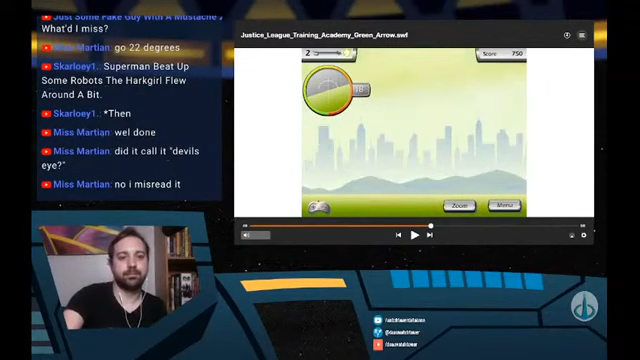 Just Some Fake Guy With A Mustache
What'd I miss?
Miss Martian: go 22 degrees
Skarloey1.: Superman Beat Up
Some Robots The Harkgirl Flew
Around A Bit.
Skarloey1.: *Then
Miss Martian: wel done
Miss Martian: did it call it "devils
eye?"
Miss Martian: no i misread it
Justice_League_Training_Academy_Green_Arrow.swf
2
Score 750
18
Zoom
Menu